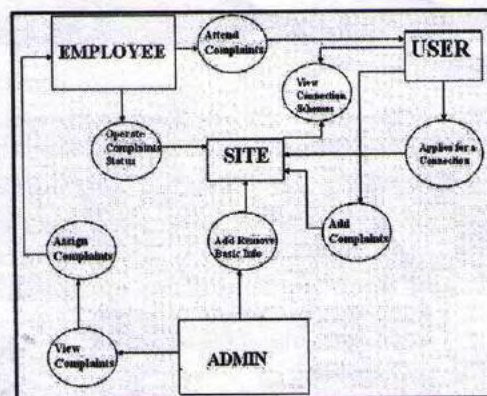 EMPLOYEE
Attend
Complaints
USER
View
Connection
Schemes
Operate
Complaints
Status
SITE
Applies for a
Connection
Assign
Complaints
Add Remove
Basic Info
Add
Complaints
View
Complaints
ADMIN